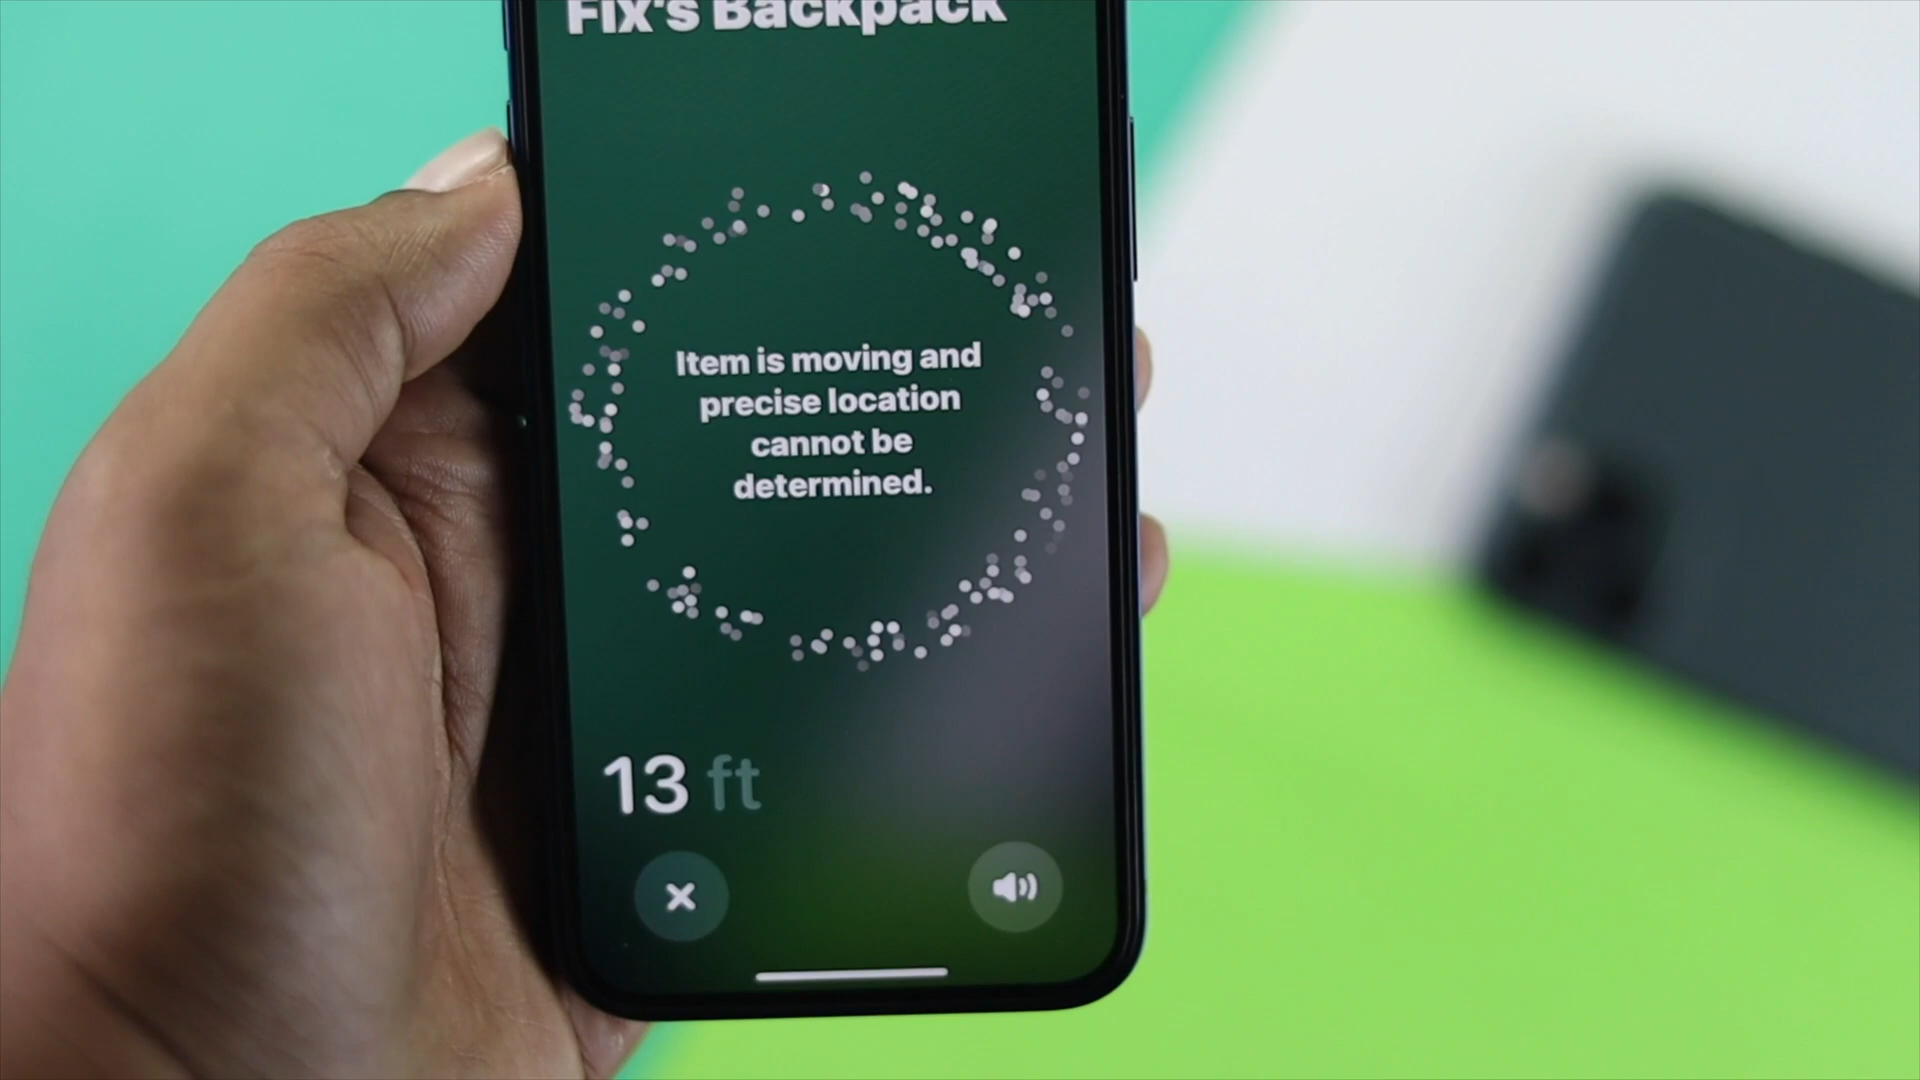 Fix's Backpack
Item is moving and
precise location
cannot be
determined.
13 ft